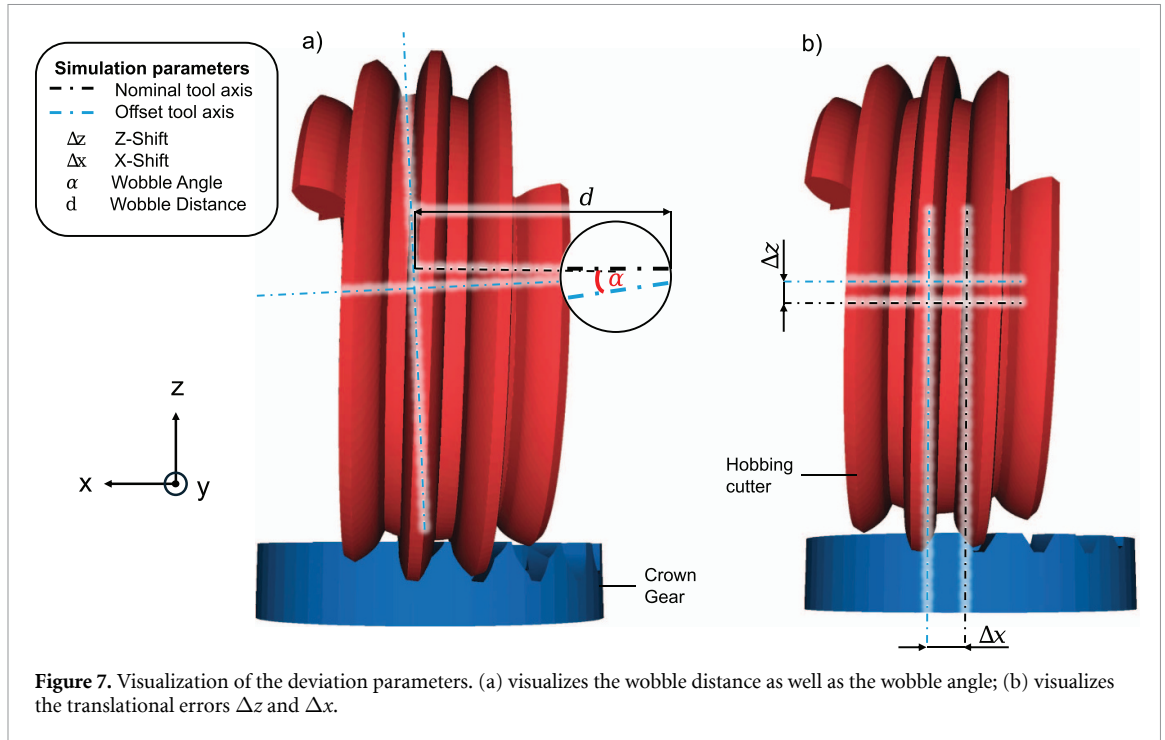 a)
b)
Simulation parameters
Nominal tool axis
Offset tool axis
Δz Z-Shift
Δx X-Shift
α Wobble Angle
d Wobble Distance
d
α
Δz
z
x
y
Hobbing
cutter
Crown
Gear
Δx
Figure 7. Visualization of the deviation parameters. (a) visualizes the wobble distance as well as the wobble angle; (b) visualizes
the translational errors Δz and Δx.